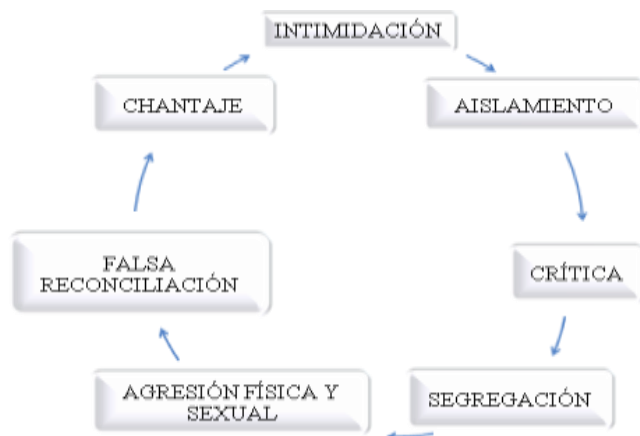 INTIMIDACIÓN
AISLAMIENTO
CRÍTICA
SEGREGACIÓN
AGRESIÓN FÍSICA Y
SEXUAL
FALSA
RECONCILIACIÓN
CHANTAJE